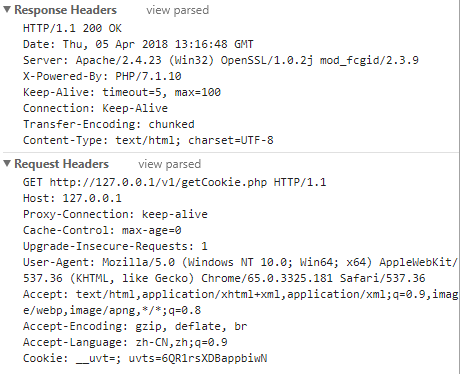 Response Headers view parsed
HTTP/1.1 200 OK
Date: Thu, 05 Apr 2018 13:16:48 GMT
Server: Apache/2.4.23 (Win32) OpenSSL/1.0.2j mod_fcgid/2.3.9
X-Powered-By: PHP/7.1.10
Keep-Alive: timeout=5, max=100
Connection: Keep-Alive
Transfer-Encoding: chunked
Content-Type: text/html; charset=UTF-8
Request Headers view parsed
GET http://127.0.0.1/v1/getCookie.php HTTP/1.1
Host: 127.0.0.1
Proxy-Connection: keep-alive
Cache-Control: max-age=0
Upgrade-Insecure-Requests: 1
User-Agent: Mozilla/5.0 (Windows NT 10.0; Win64; x64) AppleWebKit/
537.36 (KHTML, like Gecko) Chrome/65.0.3325.181 Safari/537.36
Accept: text/html,application/xhtml+xml,application/xml;q=0.9,imag
e/webp,image/apng,*/*;q=0.8
Accept-Encoding: gzip, deflate, br
Accept-Language: zh-CN,zh;q=0.9
Cookie: __uvt=; uvts=6QR1rsXDBappbiwN